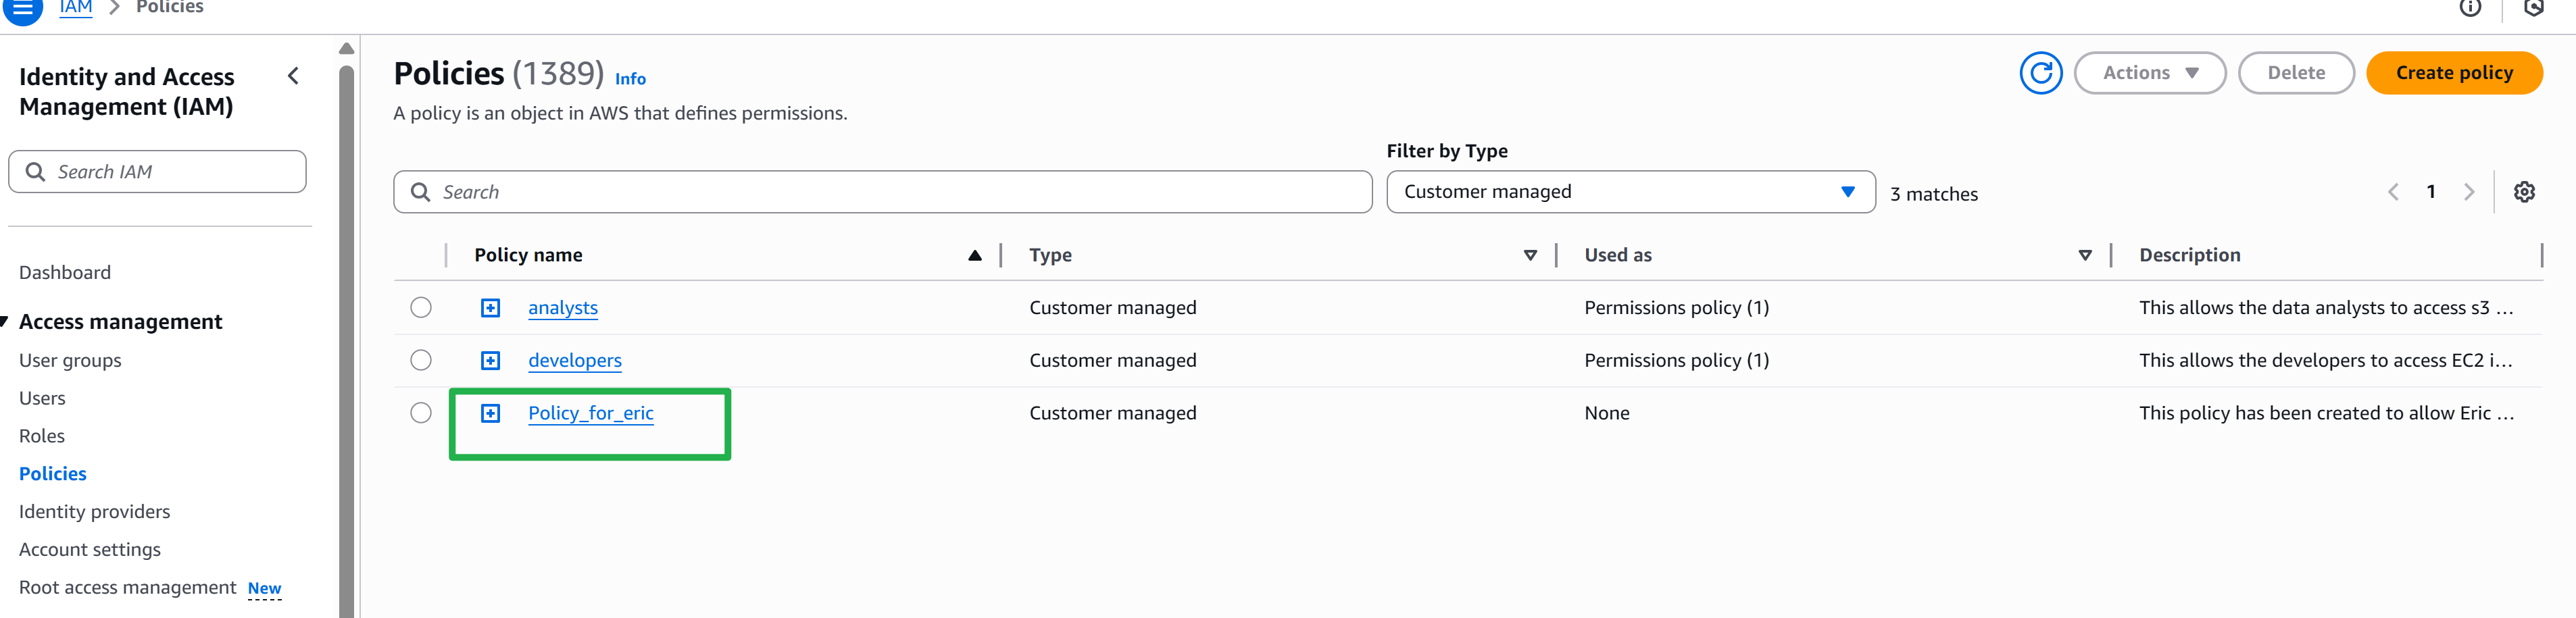 IAM > Policies
Identity and Access
Management (IAM)
Search IAM
Dashboard
Access management
User groups
Users
Roles
Policies
Identity providers
Account settings
Root access management New
Policies (1389) Info
A policy is an object in AWS that defines permissions.
Actions
Delete
Create policy
Filter by Type
Search
Customer managed
3 matches
1
Policy name Type Used as Description
analysts Customer managed Permissions policy (1) This allows the data analysts to access s3 ...
developers Customer managed Permissions policy (1) This allows the developers to access EC2 i...
Policy_for_eric Customer managed None This policy has been created to allow Eric ...